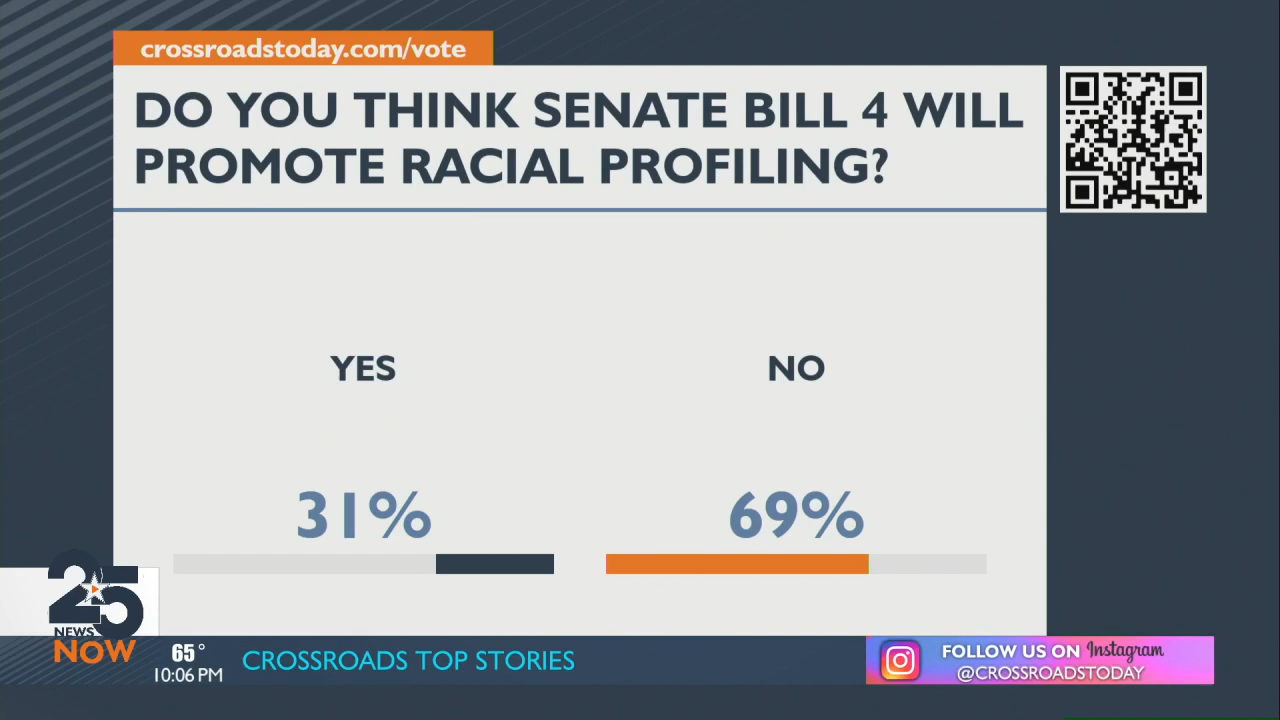 crossroadstoday.com/vote
DO YOU THINK SENATE BILL 4 WILL
PROMOTE RACIAL PROFILING?
YES
NO
31%
69%
25
NEWS
NOW
65°
10:06 PM
CROSSROADS TOP STORIES
FOLLOW US ON Instagram
@CROSSROADSTODAY